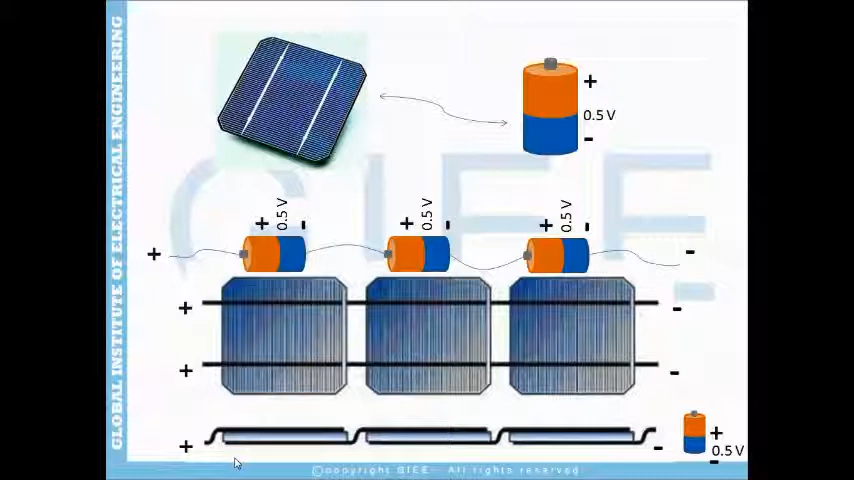 GLOBAL INSTITUTE OF ELECTRICAL ENGINEERING
+
0.5 V
-
+ 0.5 V -
+ 0.5 V -
+ 0.5 V -
+ -
GIEE
+ -
+ -
+ -
+
0.5 V
-
©copyright GIEE - All rights reserved